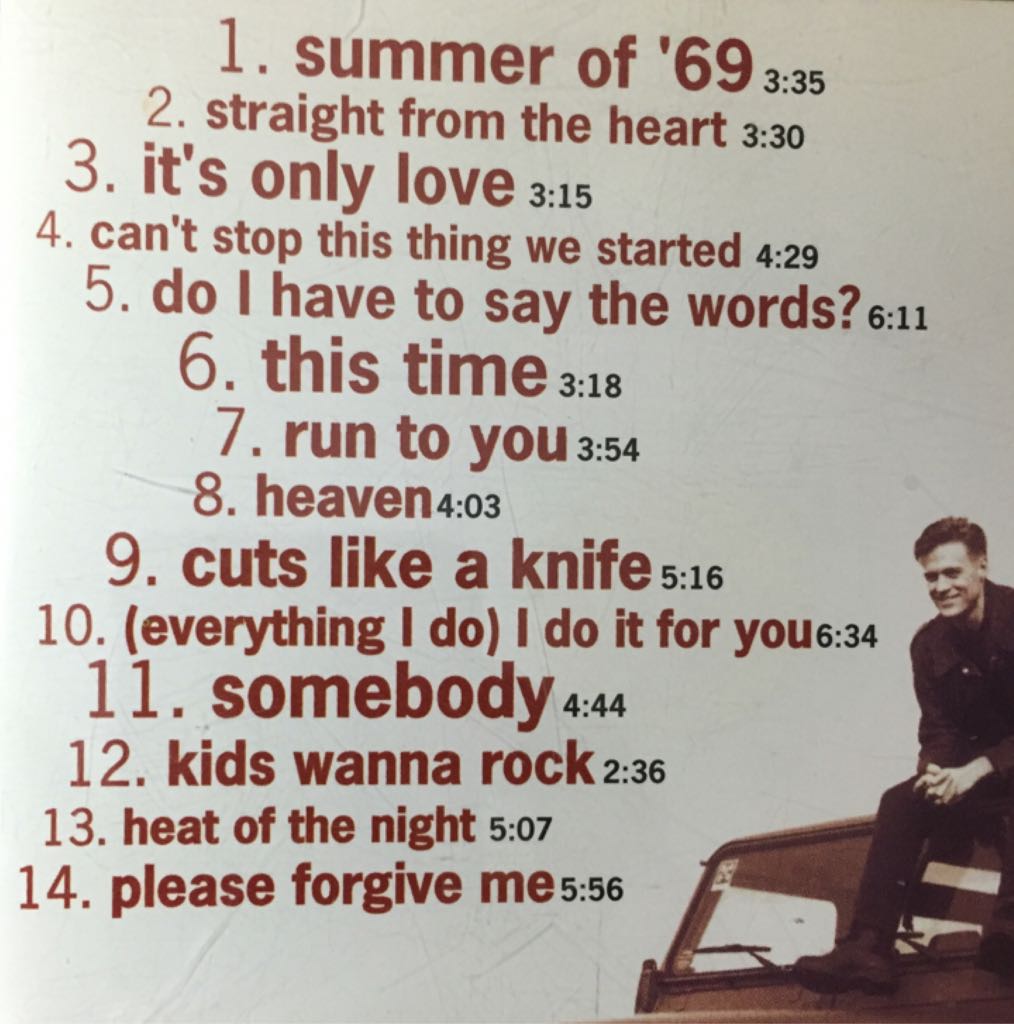 1. summer of '69 3:35
2. straight from the heart 3:30
3. it's only love 3:15
4. can't stop this thing we started 4:29
5. do I have to say the words? 6:11
6. this time 3:18
7. run to you 3:54
8. heaven 4:03
9. cuts like a knife 5:16
10. (everything I do) I do it for you 6:34
11. somebody 4:44
12. kids wanna rock 2:36
13. heat of the night 5:07
14. please forgive me 5:56